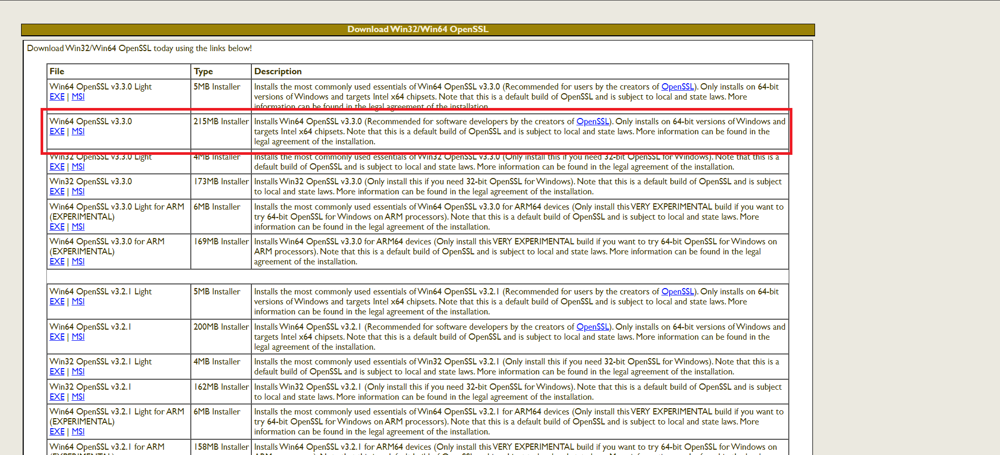 Download Win32/Win64 OpenSSL
Download Win32/Win64 OpenSSL today using the links below!
File Type Description
Win64 OpenSSL v3.3.0 Light 5MB Installer Installs the most commonly used essentials of Win64 OpenSSL v3.3.0 (Recommended for users by the creators of OpenSSL). Only installs on 64-bit
EXE | MSI versions of Windows and targets Intel x64 chipsets. Note that this is a default build of OpenSSL and is subject to local and state laws. More
information can be found in the legal agreement of the installation.
Win64 OpenSSL v3.3.0 215MB Installer Installs Win64 OpenSSL v3.3.0 (Recommended for software developers by the creators of OpenSSL). Only installs on 64-bit versions of Windows and
EXE | MSI targets Intel x64 chipsets. Note that this is a default build of OpenSSL and is subject to local and state laws. More information can be found in the
legal agreement of the installation.
Win32 OpenSSL v3.3.0 Light 4MB Installer Installs the most commonly used essentials of Win32 OpenSSL v3.3.0 (Only install this if you need 32-bit OpenSSL for Windows). Note that this is a
EXE | MSI default build of OpenSSL and is subject to local and state laws. More information can be found in the legal agreement of the installation.
Win32 OpenSSL v3.3.0 173MB Installer Installs Win32 OpenSSL v3.3.0 (Only install this if you need 32-bit OpenSSL for Windows). Note that this is a default build of OpenSSL and is subject
EXE | MSI to local and state laws. More information can be found in the legal agreement of the installation.
Win64 OpenSSL v3.3.0 Light for ARM 6MB Installer Installs the most commonly used essentials of Win64 OpenSSL v3.3.0 for ARM64 devices (Only install this VERY EXPERIMENTAL build if you want to
(EXPERIMENTAL) try 64-bit OpenSSL for Windows on ARM processors). Note that this is a default build of OpenSSL and is subject to local and state laws. More
EXE | MSI information can be found in the legal agreement of the installation.
Win64 OpenSSL v3.3.0 for ARM 169MB Installer Installs Win64 OpenSSL v3.3.0 for ARM64 devices (Only install this VERY EXPERIMENTAL build if you want to try 64-bit OpenSSL for Windows on
(EXPERIMENTAL) ARM processors). Note that this is a default build of OpenSSL and is subject to local and state laws. More information can be found in the legal
EXE | MSI agreement of the installation.
Win64 OpenSSL v3.2.1 Light 5MB Installer Installs the most commonly used essentials of Win64 OpenSSL v3.2.1 (Recommended for users by the creators of OpenSSL). Only installs on 64-bit
EXE | MSI versions of Windows and targets Intel x64 chipsets. Note that this is a default build of OpenSSL and is subject to local and state laws. More
information can be found in the legal agreement of the installation.
Win64 OpenSSL v3.2.1 200MB Installer Installs Win64 OpenSSL v3.2.1 (Recommended for software developers by the creators of OpenSSL). Only installs on 64-bit versions of Windows and
EXE | MSI targets Intel x64 chipsets. Note that this is a default build of OpenSSL and is subject to local and state laws. More information can be found in the
legal agreement of the installation.
Win32 OpenSSL v3.2.1 Light 4MB Installer Installs the most commonly used essentials of Win32 OpenSSL v3.2.1 (Only install this if you need 32-bit OpenSSL for Windows). Note that this is a
EXE | MSI default build of OpenSSL and is subject to local and state laws. More information can be found in the legal agreement of the installation.
Win32 OpenSSL v3.2.1 162MB Installer Installs Win32 OpenSSL v3.2.1 (Only install this if you need 32-bit OpenSSL for Windows). Note that this is a default build of OpenSSL and is subject
EXE | MSI to local and state laws. More information can be found in the legal agreement of the installation.
Win64 OpenSSL v3.2.1 Light for ARM 6MB Installer Installs the most commonly used essentials of Win64 OpenSSL v3.2.1 for ARM64 devices (Only install this VERY EXPERIMENTAL build if you want to
(EXPERIMENTAL) try 64-bit OpenSSL for Windows on ARM processors). Note that this is a default build of OpenSSL and is subject to local and state laws. More
EXE | MSI information can be found in the legal agreement of the installation.
Win64 OpenSSL v3.2.1 for ARM 158MB Installer Installs Win64 OpenSSL v3.2.1 for ARM64 devices (Only install this VERY EXPERIMENTAL build if you want to try 64-bit OpenSSL for Windows on